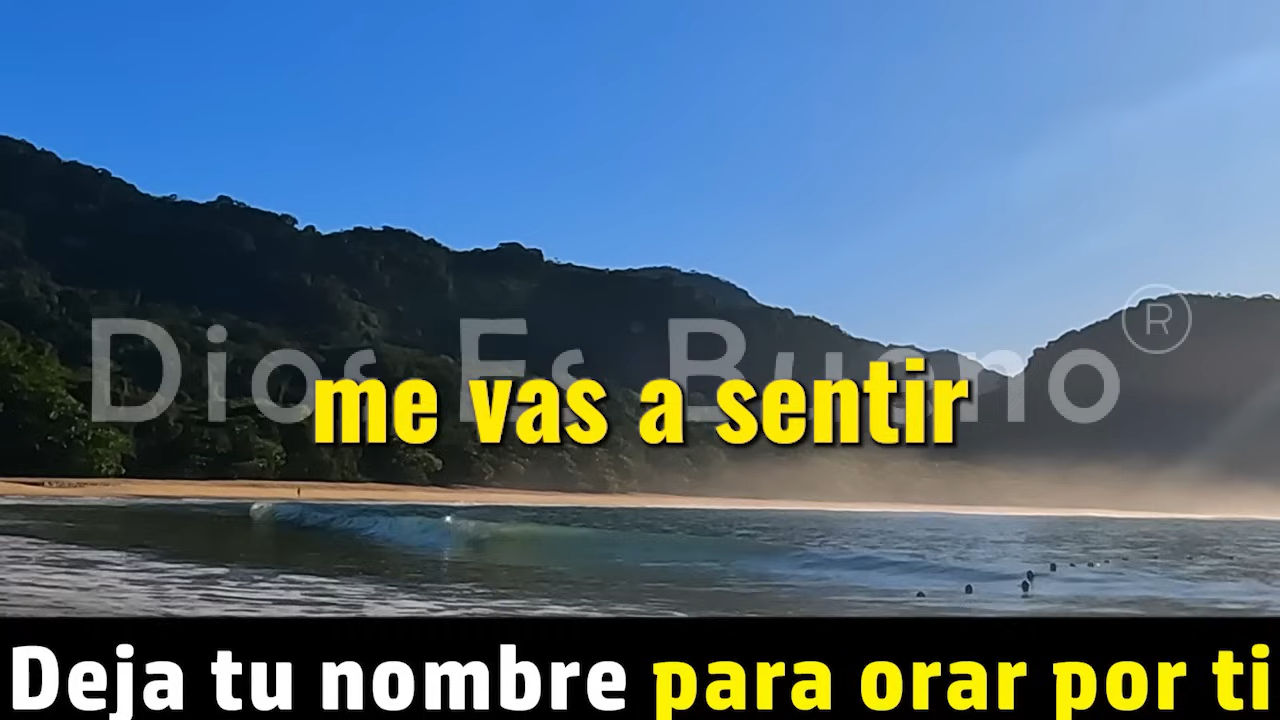 Dios Es Bueno ®
me vas a sentir
Deja tu nombre para orar por ti